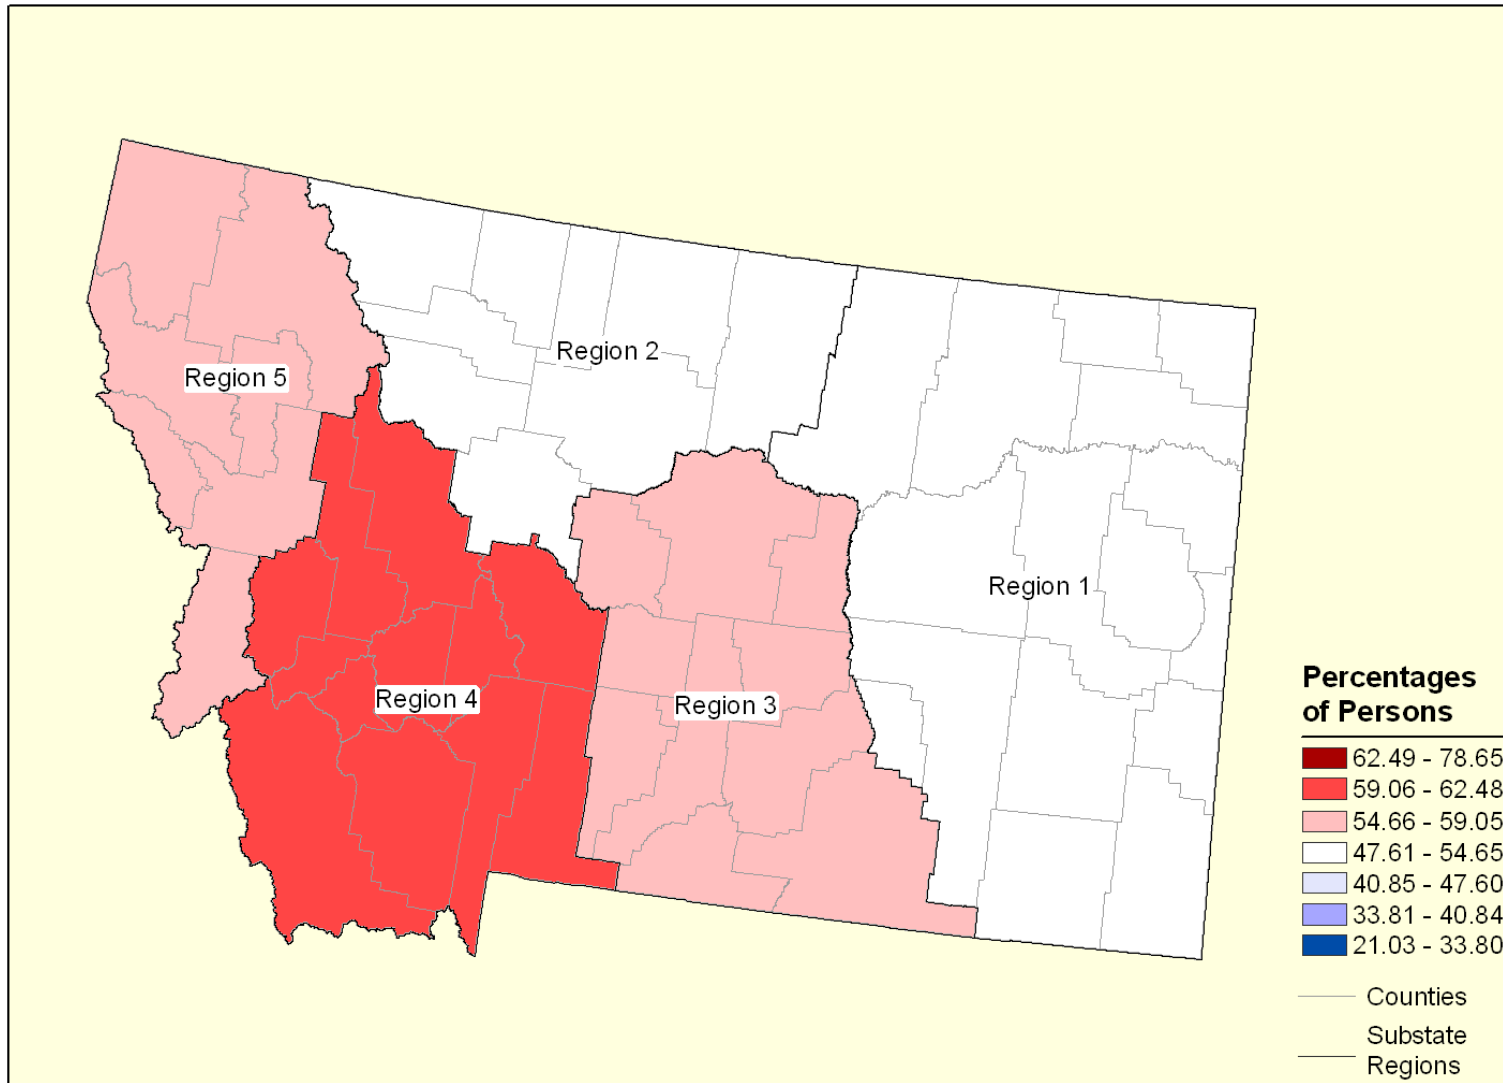 Region 2
Region 5
Region 1
Region 4
Region 3
Percentages
of Persons
62.49 - 78.65
59.06 - 62.48
54.66 - 59.05
47.61 - 54.65
40.85 - 47.60
33.81 - 40.84
21.03 - 33.80
Counties
Substate
Regions